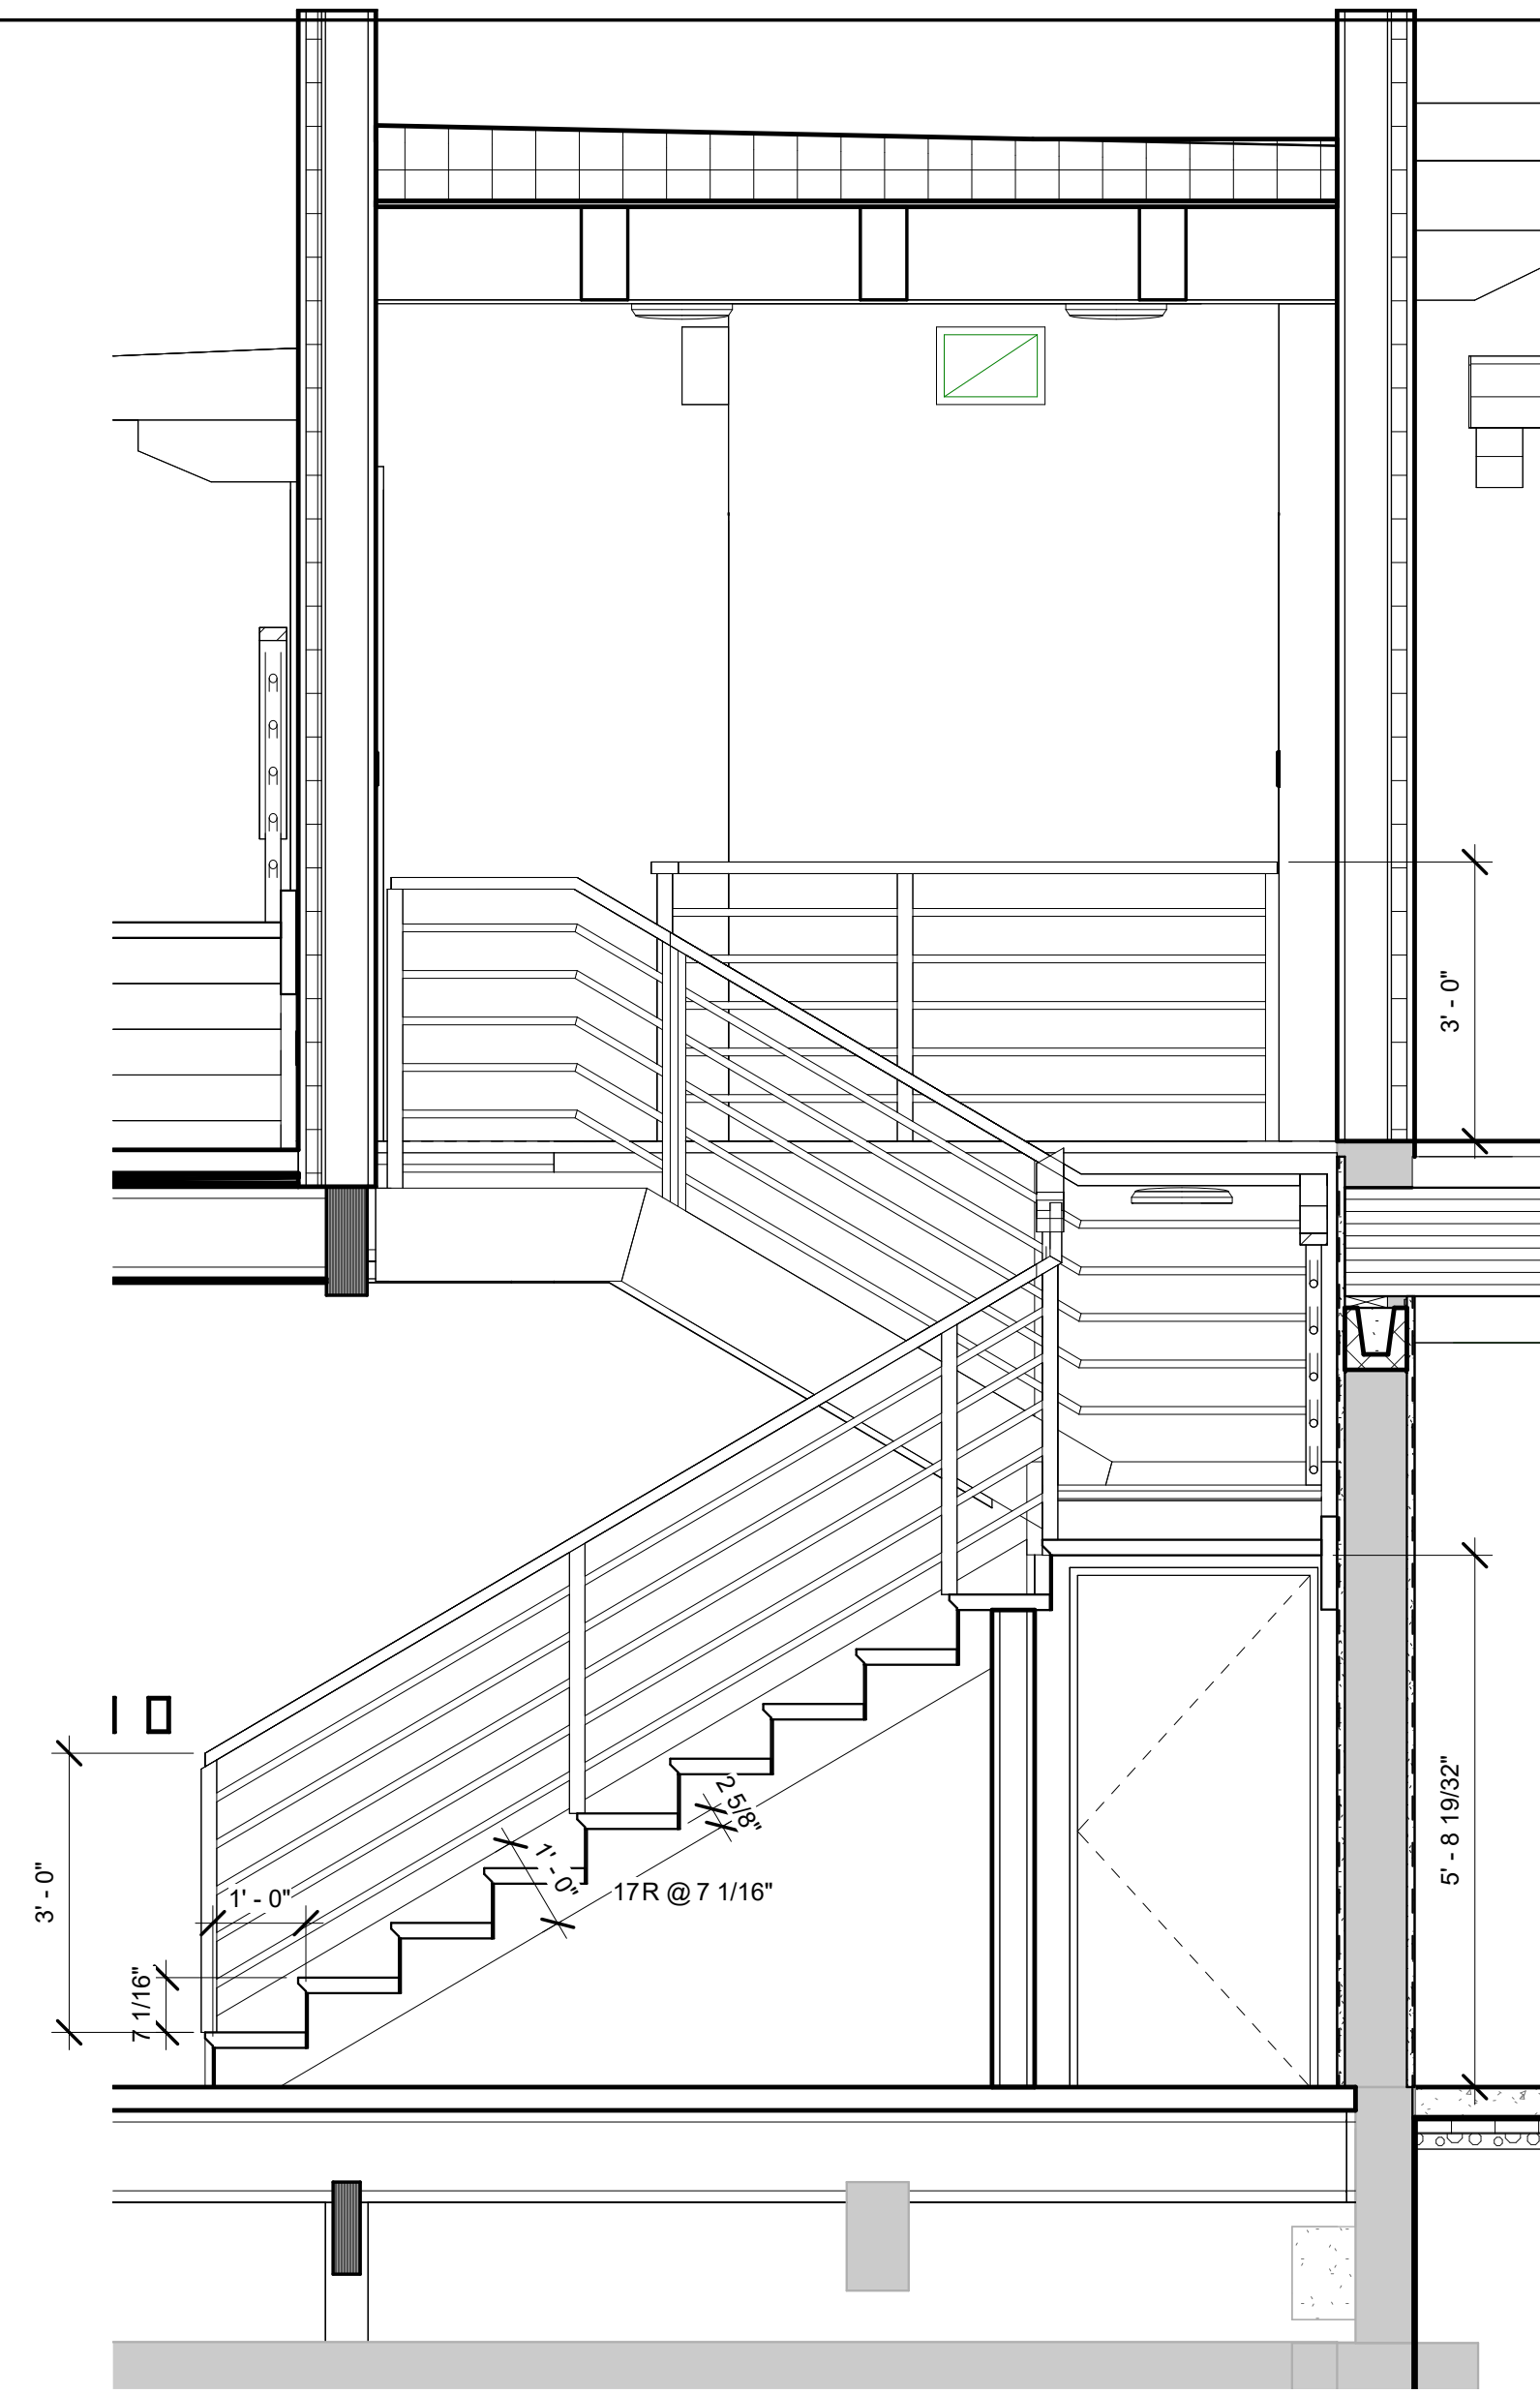 3' - 0"
5' - 8 19/32"
2 5/8"
1' - 0"
17 R @ 7 1/16"
1' - 0"
3' - 0"
7 1/16"